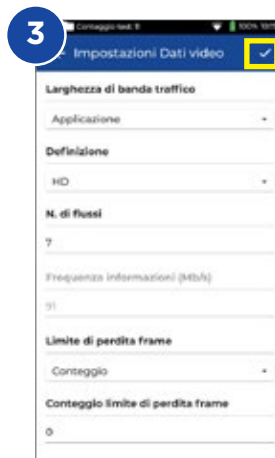 3
Conteggio test: 8
100%
Impostazioni Dati video
Larghezza di banda traffico
Applicazione
Definizione
HD
N. di flussi
7
Frequenza informazioni (Mb/s)
91
Limite di perdita frame
Conteggio
Conteggio limite di perdita frame
0